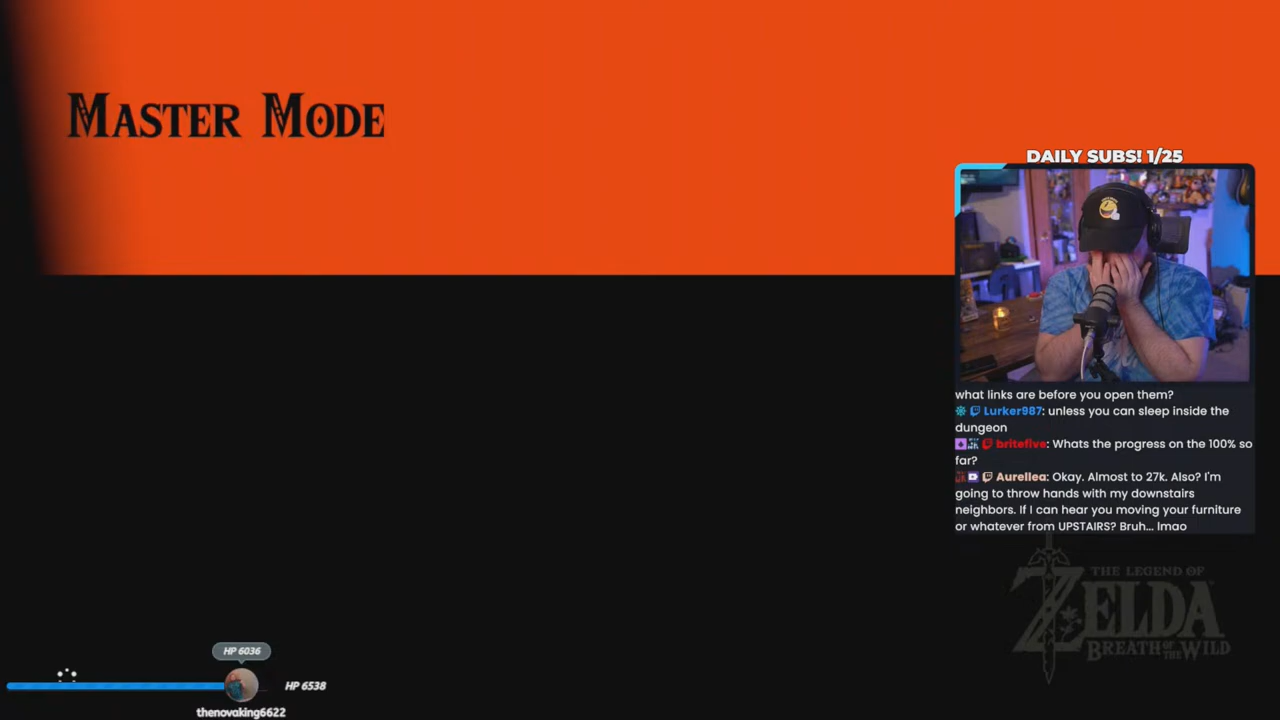 Master Mode
DAILY SUBS! 1/25
what links are before you open them?
Lurker987: unless you can sleep inside the
dungeon
britefive: Whats the progress on the 100% so
far?
Aurellea: Okay. Almost to 27k. Also? I'm
going to throw hands with my downstairs
neighbors. If I can hear you moving your furniture
or whatever from UPSTAIRS? Bruh... lmao
THE LEGEND OF
ZELDA
BREATH OF THE WILD
HP 6036
HP 6538
thenovaking6622